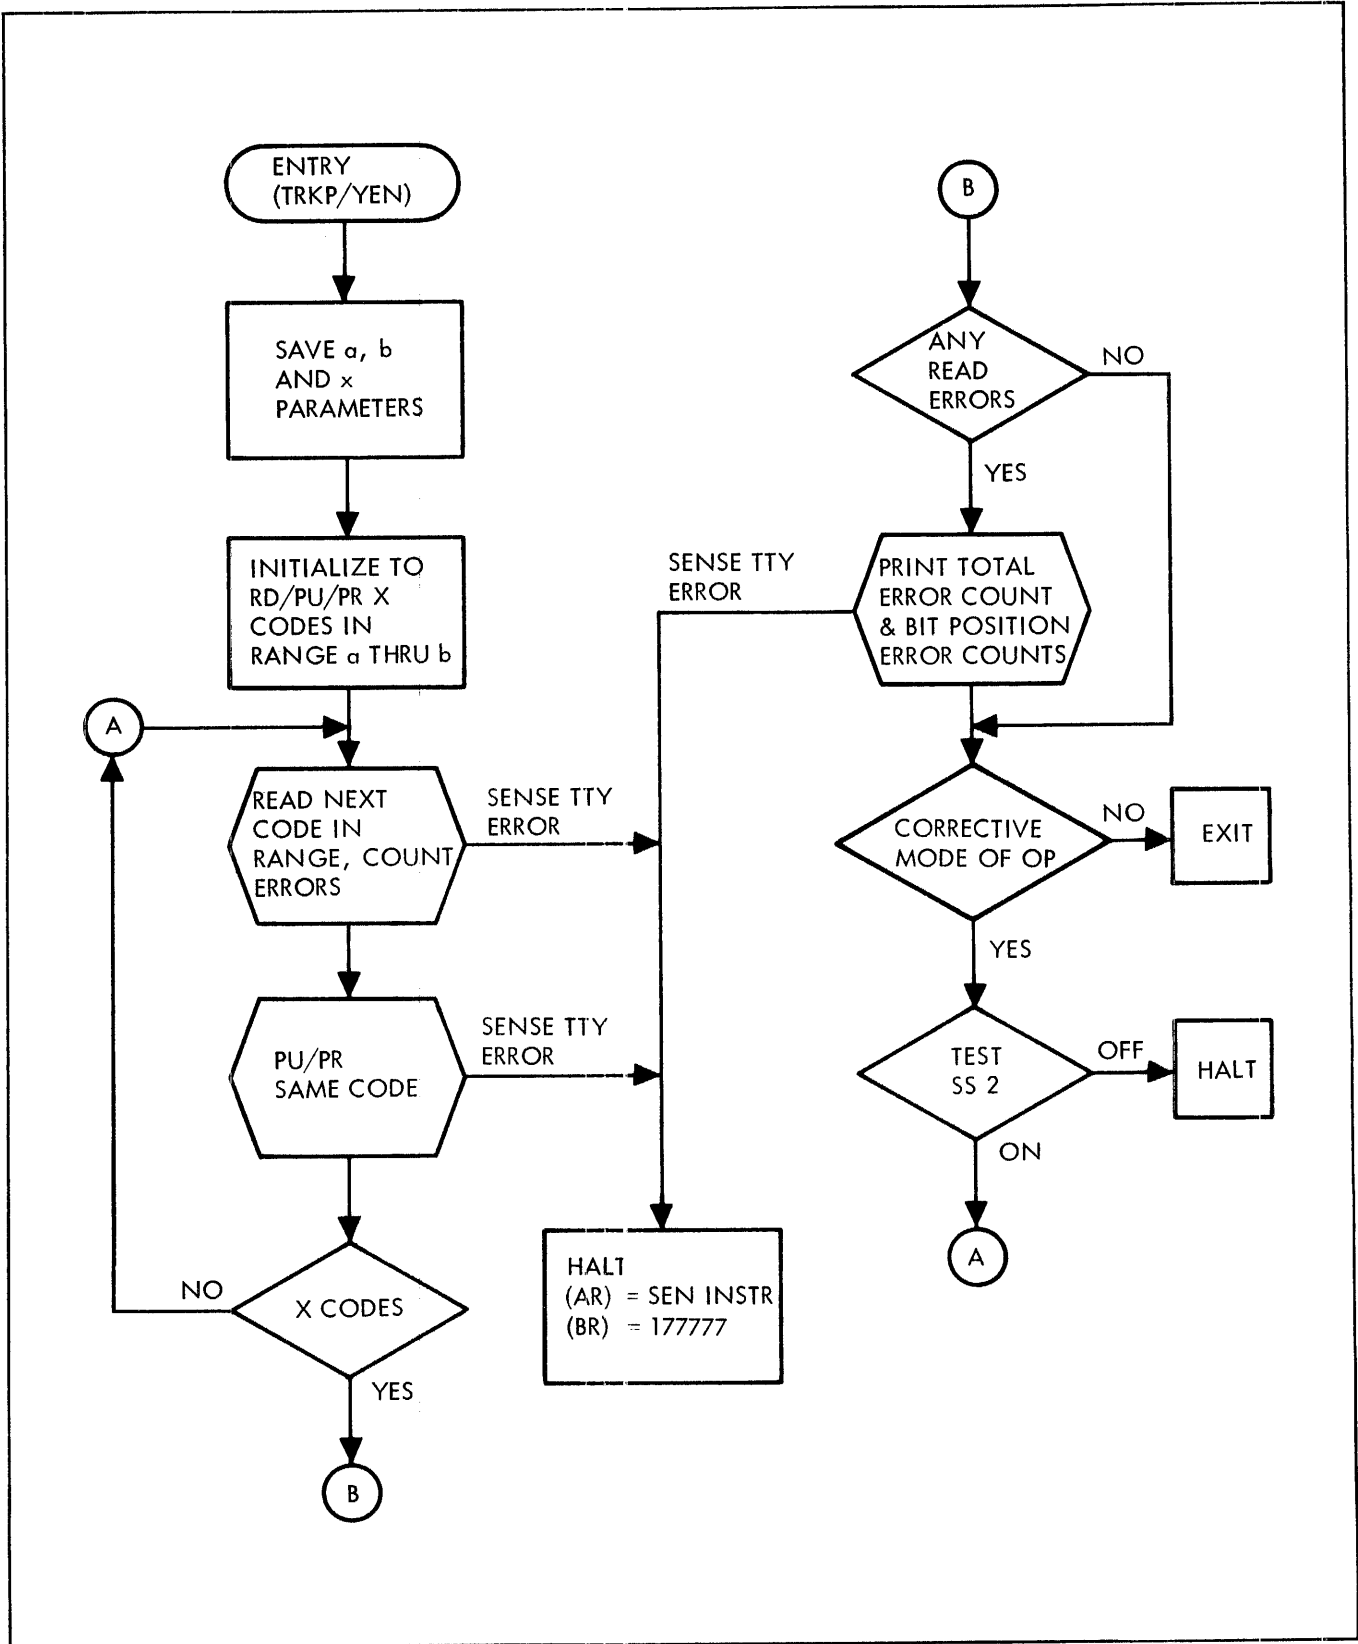 ENTRY
(TRKP/YEN)
SAVE a, b
AND x
PARAMETERS
INITIALIZE TO
RD/PU/PR X
CODES IN
RANGE a THRU b
A
READ NEXT
CODE IN
RANGE, COUNT
ERRORS
SENSE TTY
ERROR
PU/PR
SAME CODE
SENSE TTY
ERROR
X CODES
NO
YES
B
HALT
(AR) = SEN INSTR
(BR) = 177777
B
ANY
READ
ERRORS
NO
YES
SENSE TTY
ERROR
PRINT TOTAL
ERROR COUNT
& BIT POSITION
ERROR COUNTS
CORRECTIVE
MODE OF OP
NO
EXIT
YES
TEST
SS 2
OFF
HALT
ON
A